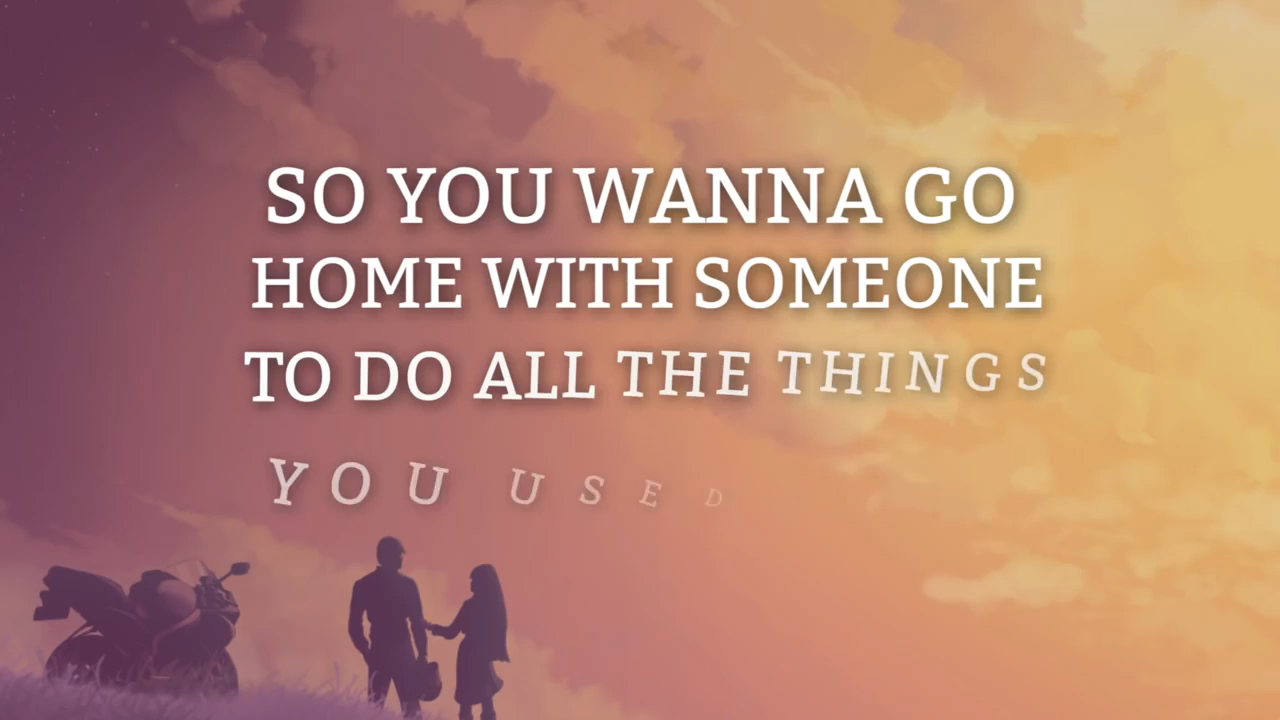 SO YOU WANNA GO
HOME WITH SOMEONE
TO DO ALL THE THINGS
YOU USED